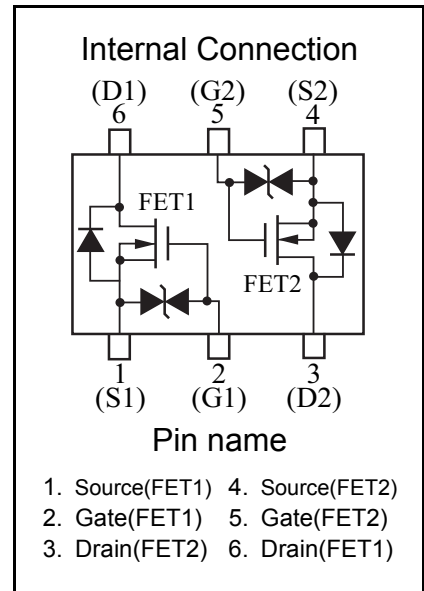 Internal Connection
(D1) (G2) (S2)
6 5 4
FET1
FET2
1 2 3
(S1) (G1) (D2)
Pin name
1. Source(FET1) 4. Source(FET2)
2. Gate(FET1) 5. Gate(FET2)
3. Drain(FET2) 6. Drain(FET1)